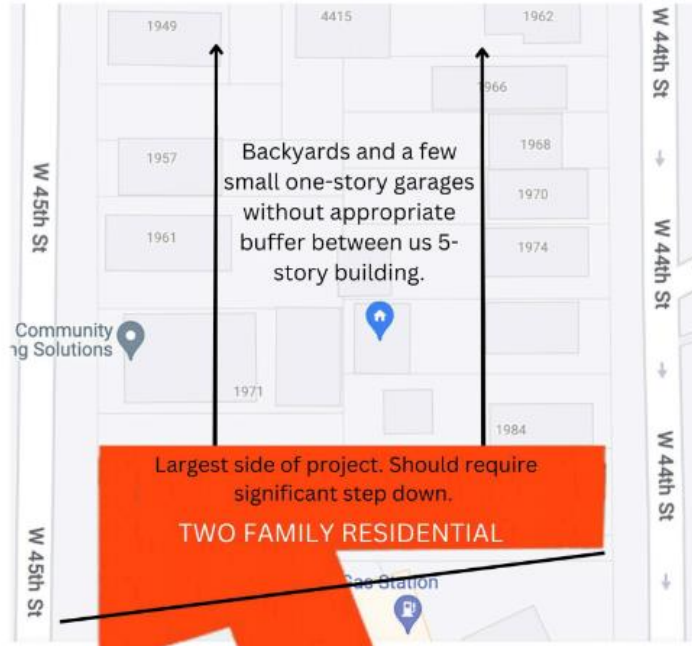 1949
4415
1962
W 44th St
1966
1957
Backyards and a few
small one-story garages
without appropriate
buffer between us 5-
story building.
1968
1970
1974
W 45th St
1961
W 44th St
Community
ng Solutions
1971
1984
Largest side of project. Should require
significant step down.
TWO FAMILY RESIDENTIAL
W 44th St
W 45th St
Gas Station